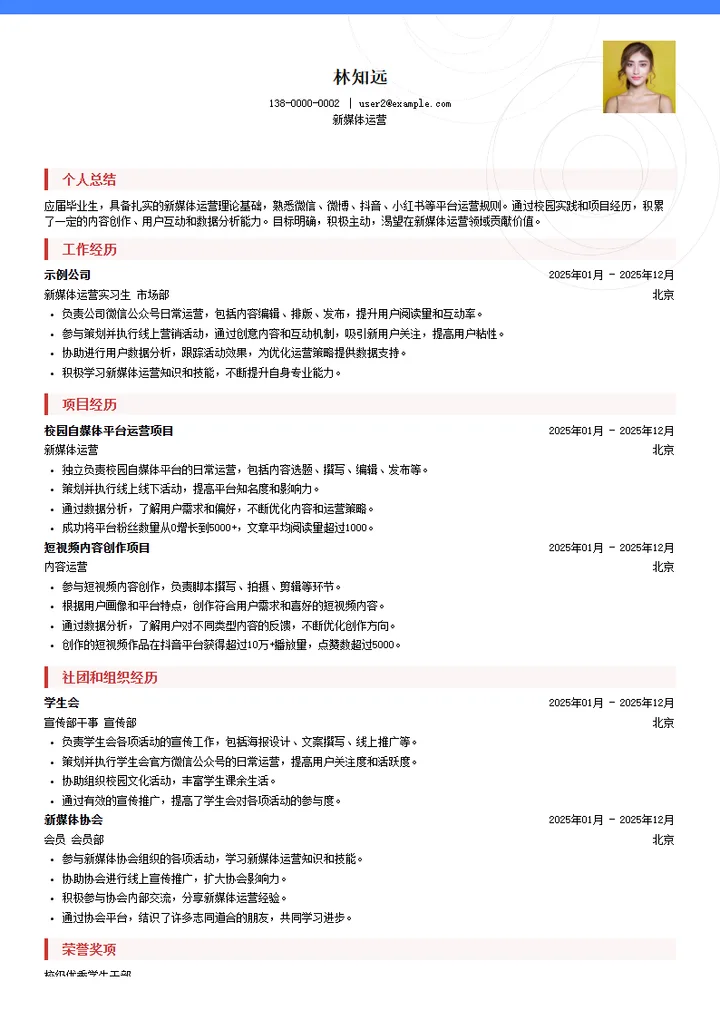 林知远
138-0000-0002 | user2@example.com
新媒体运营
个人总结
应届毕业生，具备扎实的新媒体运营理论基础，熟悉微信、微博、抖音、小红书等平台运营规则。通过校园实践和项目经历，积累
了一定的内容创作、用户互动和数据分析能力。目标明确，积极主动，渴望在新媒体运营领域贡献价值。
工作经历
示例公司 2025年01月 - 2025年12月
新媒体运营实习生 市场部 北京
• 负责公司微信公众号日常运营，包括内容编辑、排版、发布，提升用户阅读量和互动率。
• 参与策划并执行线上营销活动，通过创意内容和互动机制，吸引新用户关注，提高用户粘性。
• 协助进行用户数据分析，跟踪活动效果，为优化运营策略提供数据支持。
• 积极学习新媒体运营知识和技能，不断提升自身专业能力。
项目经历
校园自媒体平台运营项目 2025年01月 - 2025年12月
新媒体运营 北京
• 独立负责校园自媒体平台的日常运营，包括内容选题、撰写、编辑、发布等。
• 策划并执行线上线下活动，提高平台知名度和影响力。
• 通过数据分析，了解用户需求和偏好，不断优化内容和运营策略。
• 成功将平台粉丝数量从0增长到5000+，文章平均阅读量超过1000。
短视频内容创作项目 2025年01月 - 2025年12月
内容运营 北京
• 参与短视频内容创作，负责脚本撰写、拍摄、剪辑等环节。
• 根据用户画像和平台特点，创作符合用户需求和喜好的短视频内容。
• 通过数据分析，了解用户对不同类型内容的反馈，不断优化创作方向。
• 创作的短视频作品在抖音平台获得超过10万+播放量，点赞数超过5000。
社团和组织经历
学生会 2025年01月 - 2025年12月
宣传部干事 宣传部 北京
• 负责学生会各项活动的宣传工作，包括海报设计、文案撰写、线上推广等。
• 策划并执行学生会官方微信公众号的日常运营，提高用户关注度和活跃度。
• 协助组织校园文化活动，丰富学生课余生活。
• 通过有效的宣传推广，提高了学生会对各项活动的参与度。
新媒体协会 2025年01月 - 2025年12月
会员 会员部 北京
• 参与新媒体协会组织的各项活动，学习新媒体运营知识和技能。
• 协助协会进行线上宣传推广，扩大协会影响力。
• 积极参与协会内部交流，分享新媒体运营经验。
• 通过协会平台，结识了许多志同道合的朋友，共同学习进步。
荣誉奖项
校级优秀学生干部